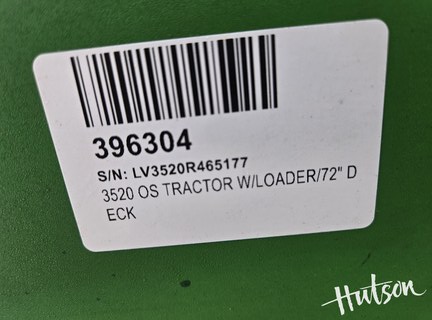 396304
S/N: LV3520R465177
3520 OS TRACTOR W/LOADER/72" D
ECK
Hutson